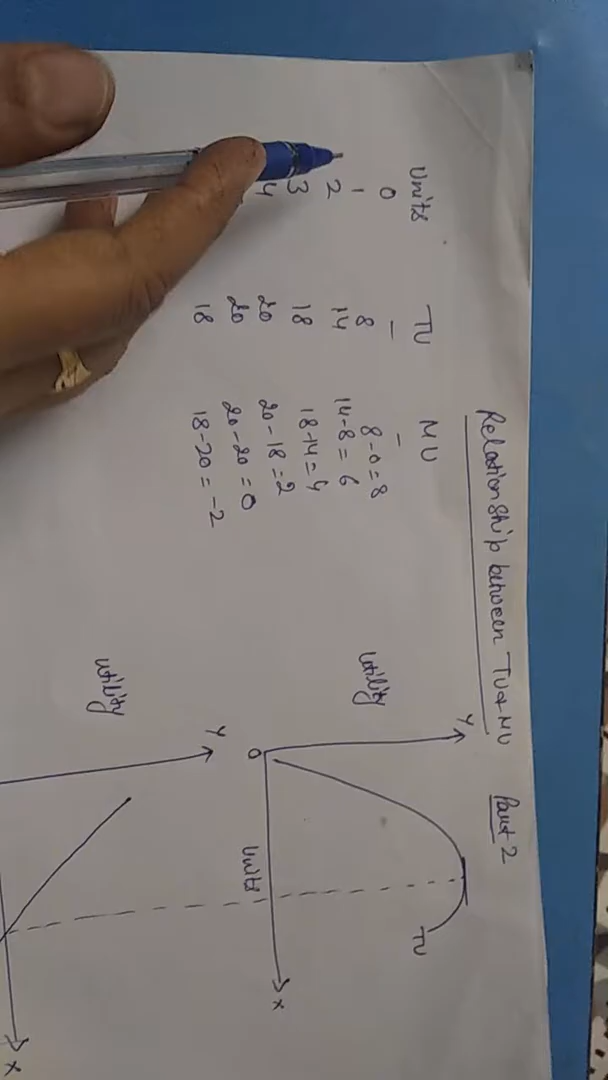 Relationship between TU & MU Part 2
Units TU MU
0 – –
1 8 8-0=8
2 14 14-8=6
3 18 18-14=4
4 20 20-18=2
20 20-20=0
18 18-20=-2
Y
Utility
TU
O
Units
X
Y
Utility
X